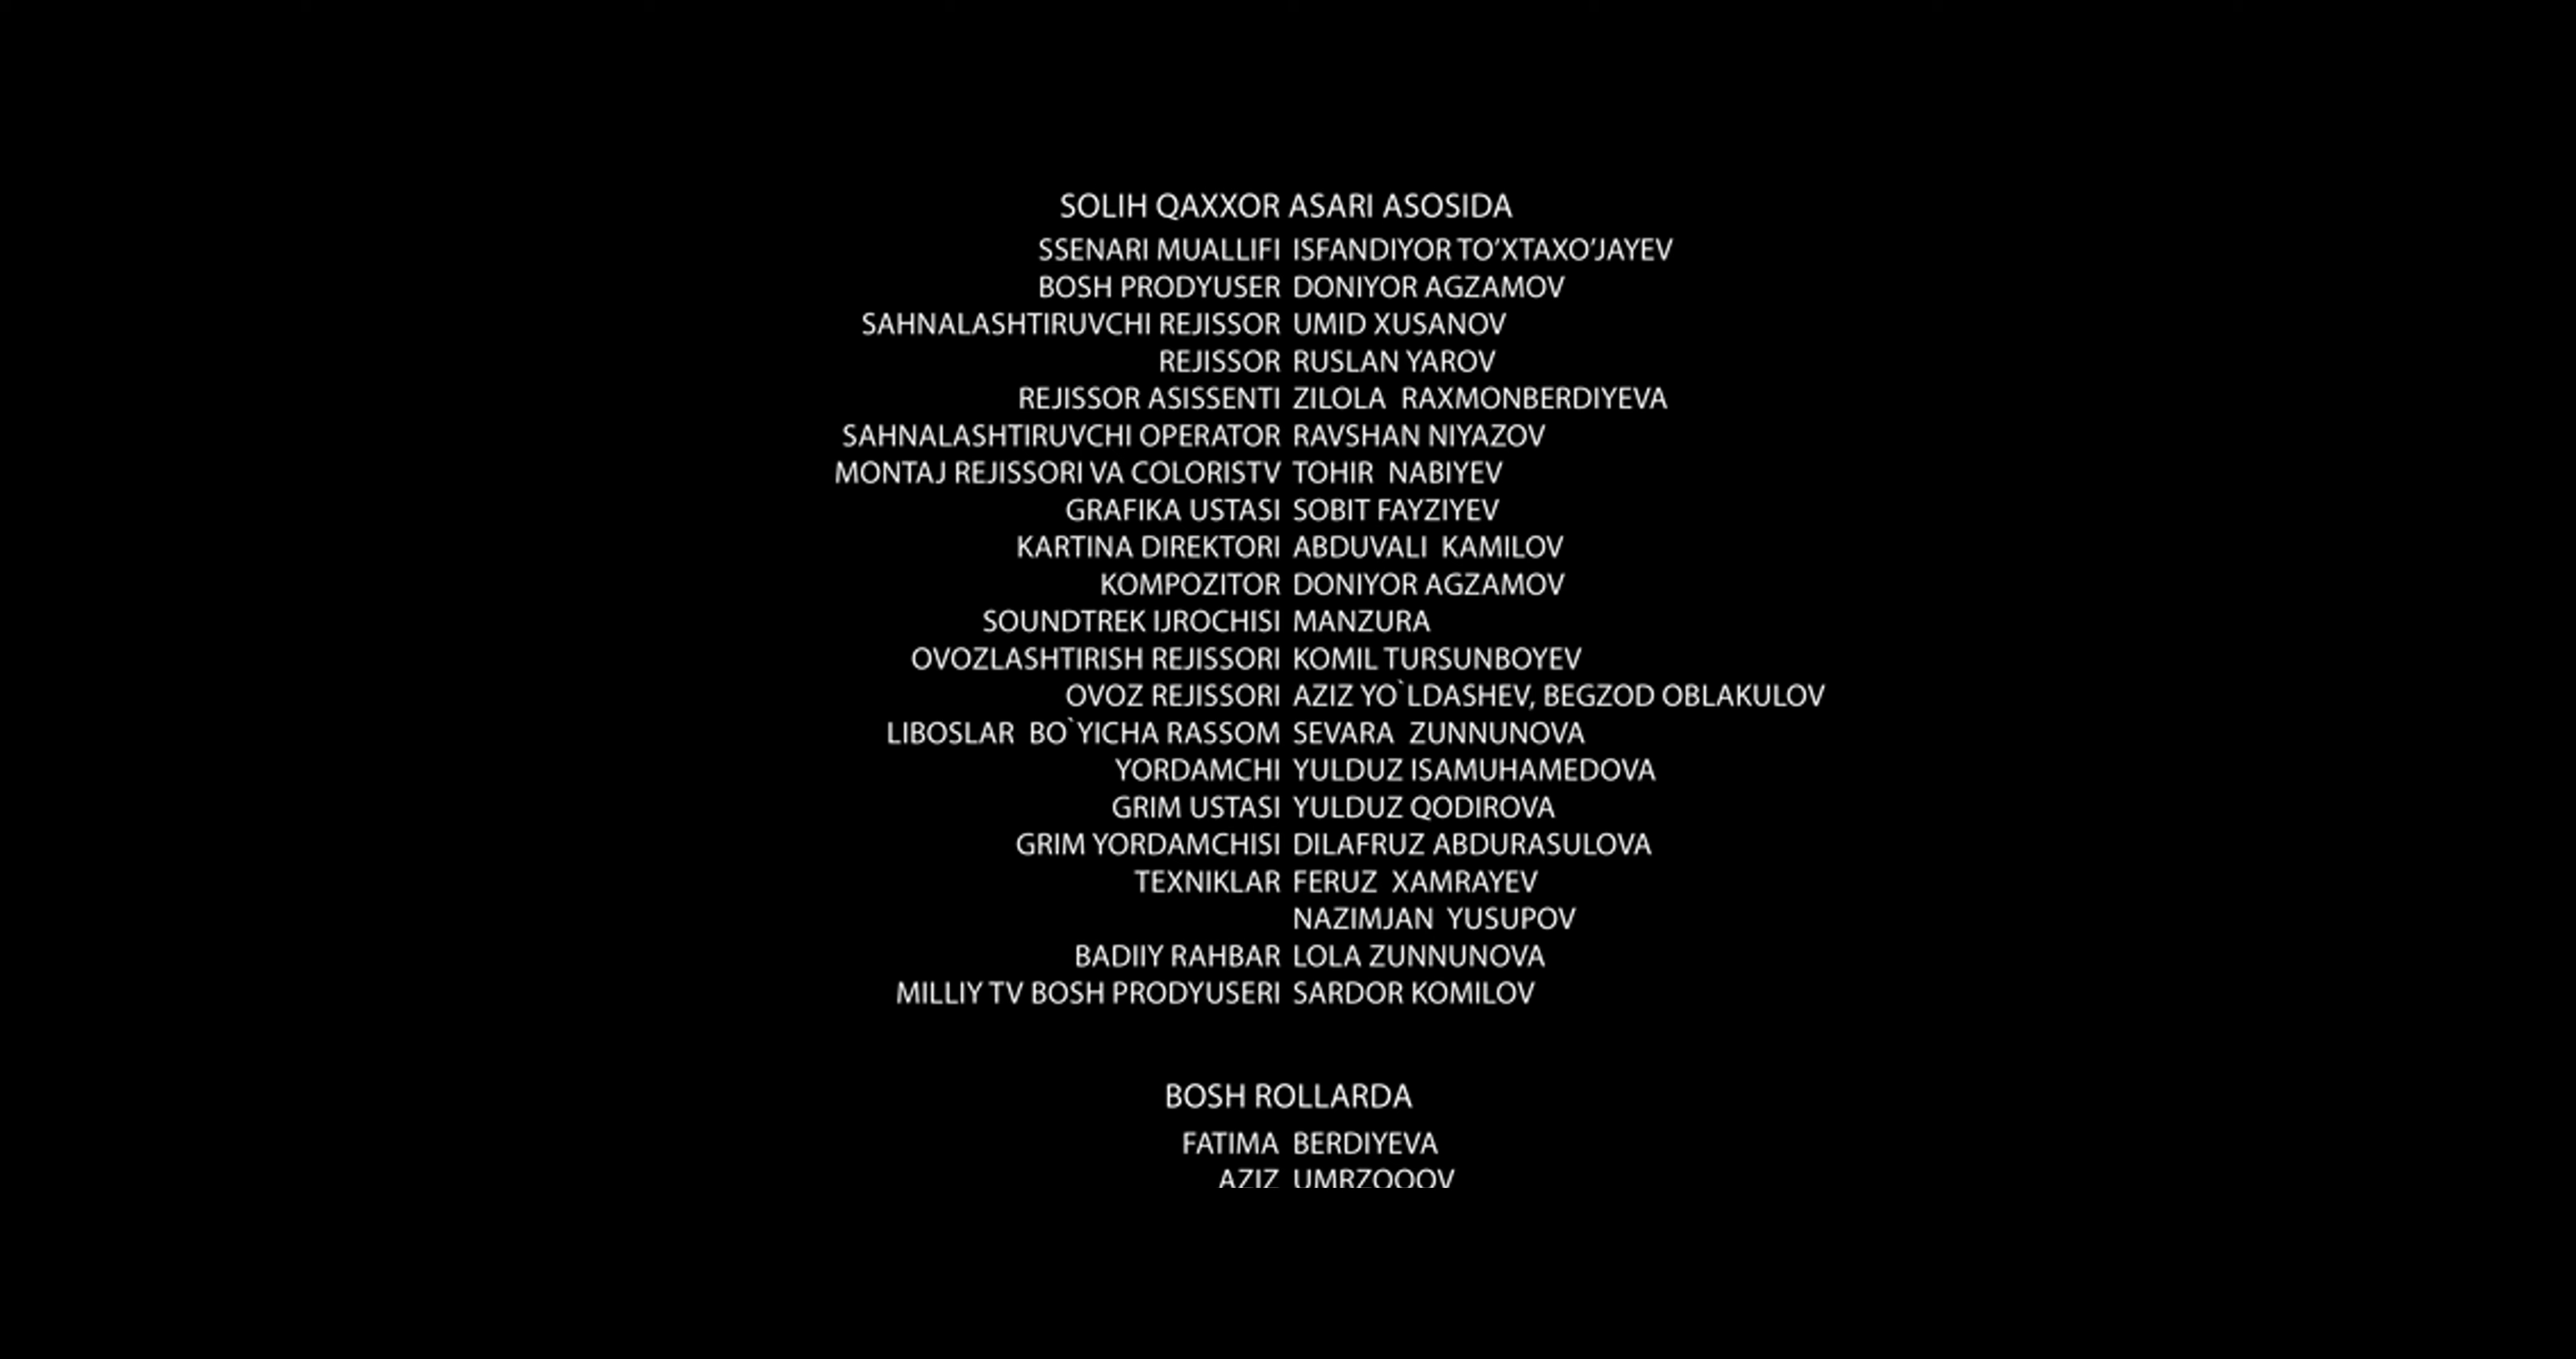 SOLIH QAXXOR ASARI ASOSIDA
SSENARI MUALLIFI ISFANDIYOR TO’XTAXO’JAYEV
BOSH PRODYUSER DONIYOR AGZAMOV
SAHNALASHTIRUVCHI REJISSOR UMID XUSANOV
REJISSOR RUSLAN YAROV
REJISSOR ASISSENTI ZILOLA RAXMONBERDIYEVA
SAHNALASHTIRUVCHI OPERATOR RAVSHAN NIYAZOV
MONTAJ REJISSORI VA COLORISTV TOHIR NABIYEV
GRAFIKA USTASI SOBIT FAYZIYEV
KARTINA DIREKTORI ABDUVALI KAMILOV
KOMPOZITOR DONIYOR AGZAMOV
SOUNDTREK IJROCHISI MANZURA
OVOZLASHTIRISH REJISSORI KOMIL TURSUNBOYEV
OVOZ REJISSORI AZIZ YO`LDASHEV, BEGZOD OBLAKULOV
LIBOSLAR BO`YICHA RASSOM SEVARA ZUNNUNOVA
YORDAMCHI YULDUZ ISAMUHAMEDOVA
GRIM USTASI YULDUZ QODIROVA
GRIM YORDAMCHISI DILAFRUZ ABDURASULOVA
TEXNIKLAR FERUZ XAMRAYEV
NAZIMJAN YUSUPOV
BADIIY RAHBAR LOLA ZUNNUNOVA
MILLIY TV BOSH PRODYUSERI SARDOR KOMILOV
BOSH ROLLARDA
FATIMA BERDIYEVA
AZIZ